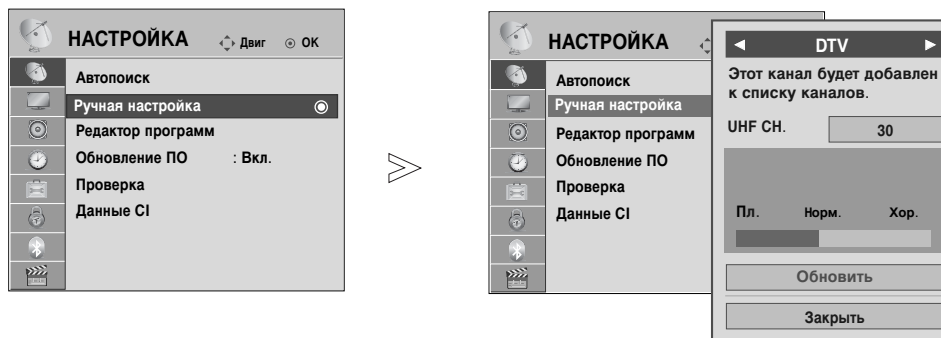 НАСТРОЙКА Двиг ОК
Автопоиск
Ручная настройка
Редактор программ
Обновление ПО : Вкл.
Проверка
Данные CI
>
НАСТРОЙКА
Автопоиск
Ручная настройка
Редактор программ
Обновление ПО
Проверка
Данные CI
◄ DTV ►
Этот канал будет добавлен
к списку каналов.
UHF CH. 30
Пл. Норм. Хор.
Обновить
Закрыть